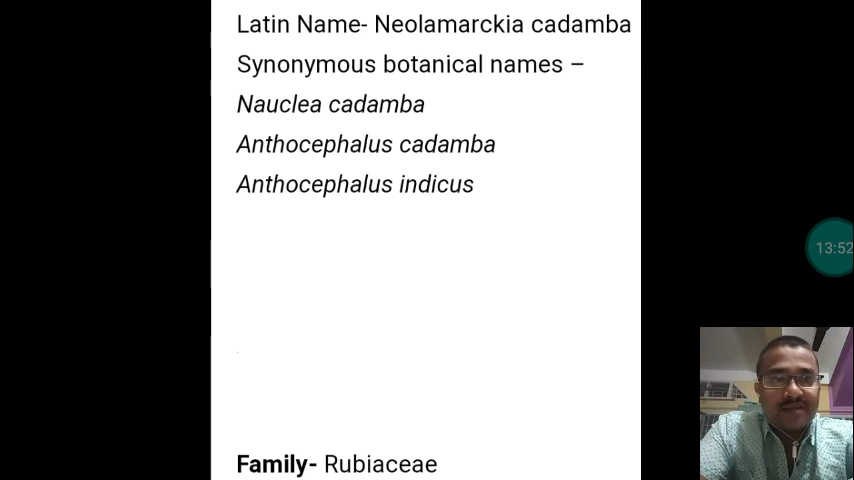 Latin Name- Neolamarckia cadamba
Synonymous botanical names –
Nauclea cadamba
Anthocephalus cadamba
Anthocephalus indicus
13:52
Family- Rubiaceae